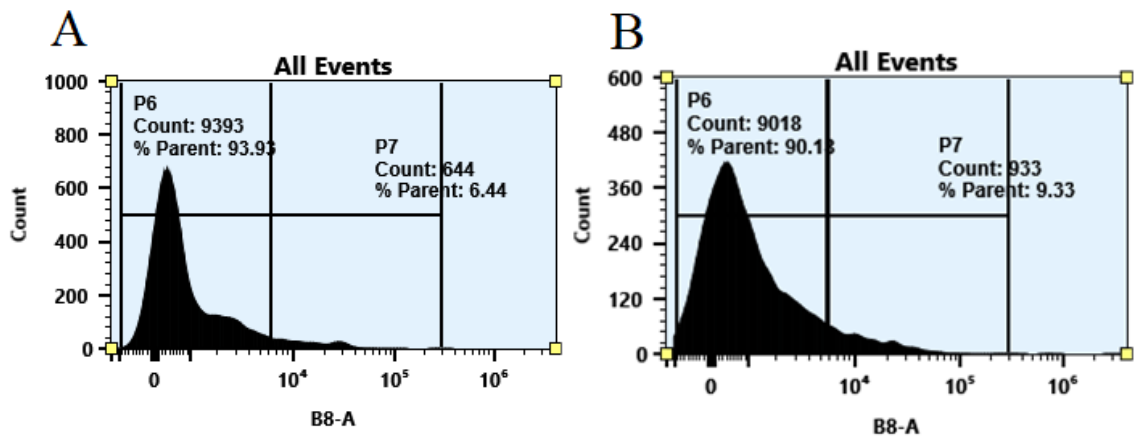 A
All Events
1000
800
600
400
200
0
Count
P6
Count: 9393
% Parent: 93.93
P7
Count: 644
% Parent: 6.44
0
10⁴
10⁵
10⁶
B8-A
B
All Events
600
480
360
240
120
0
Count
P6
Count: 9018
% Parent: 90.18
P7
Count: 933
% Parent: 9.33
0
10⁴
10⁵
10⁶
B8-A